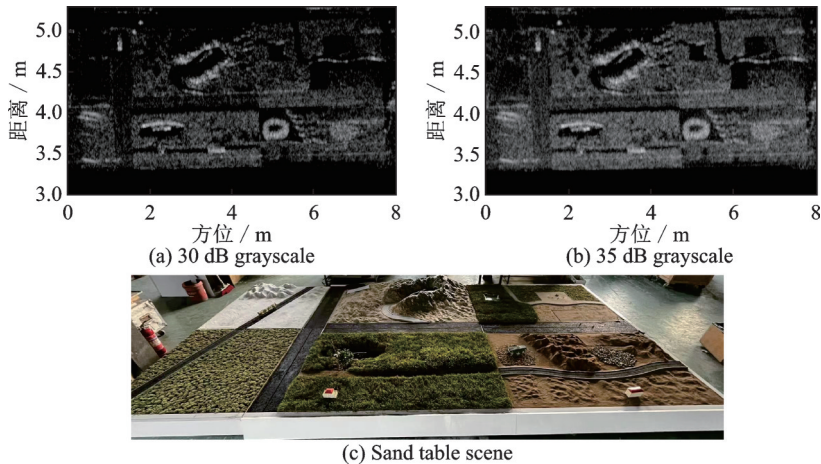 5.0
4.5
4.0
3.5
3.0
距离 / m
0 2 4 6 8
方位 / m
(a) 30 dB grayscale
5.0
4.5
4.0
3.5
3.0
距离 / m
0 2 4 6 8
方位 / m
(b) 35 dB grayscale
(c) Sand table scene